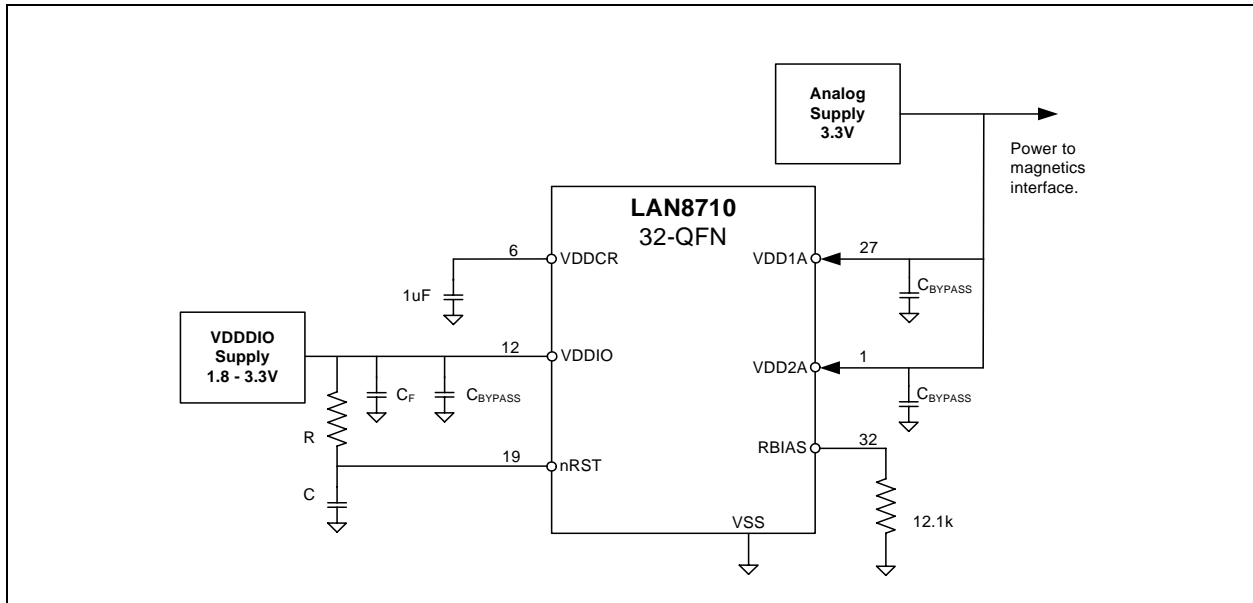 Analog
Supply
3.3V
Power to
magnetics
interface.
LAN8710
32-QFN
6
VDDCR
VDD1A
27
1uF
CBYPASS
VDDDIO
Supply
1.8 - 3.3V
12
VDDIO
VDD2A
1
CF
CBYPASS
CBYPASS
R
RBIAS
32
19
nRST
C
12.1k
VSS